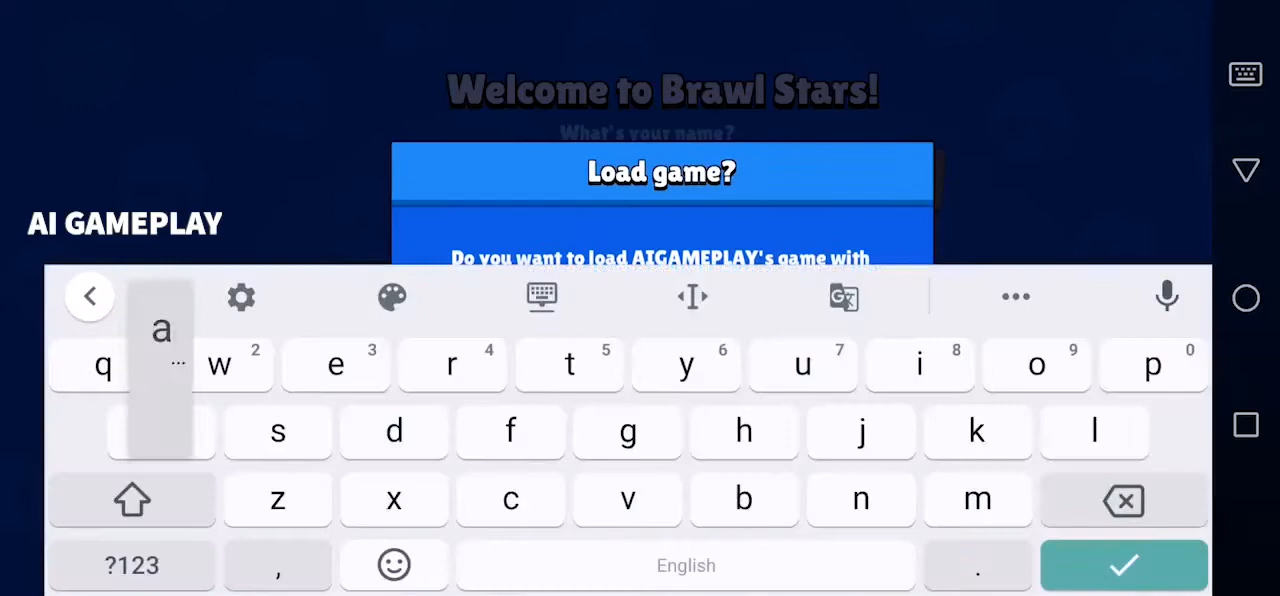 Welcome to Brawl Stars!
What's your name?
Load game?
AI GAMEPLAY
Do you want to load AIGAMEPLAY's game with
a
...
q w 2 e 3 r 4 t 5 y 6 u 7 i 8 o 9 p 0
s d f g h j k l
z x c v b n m
?123 , English .